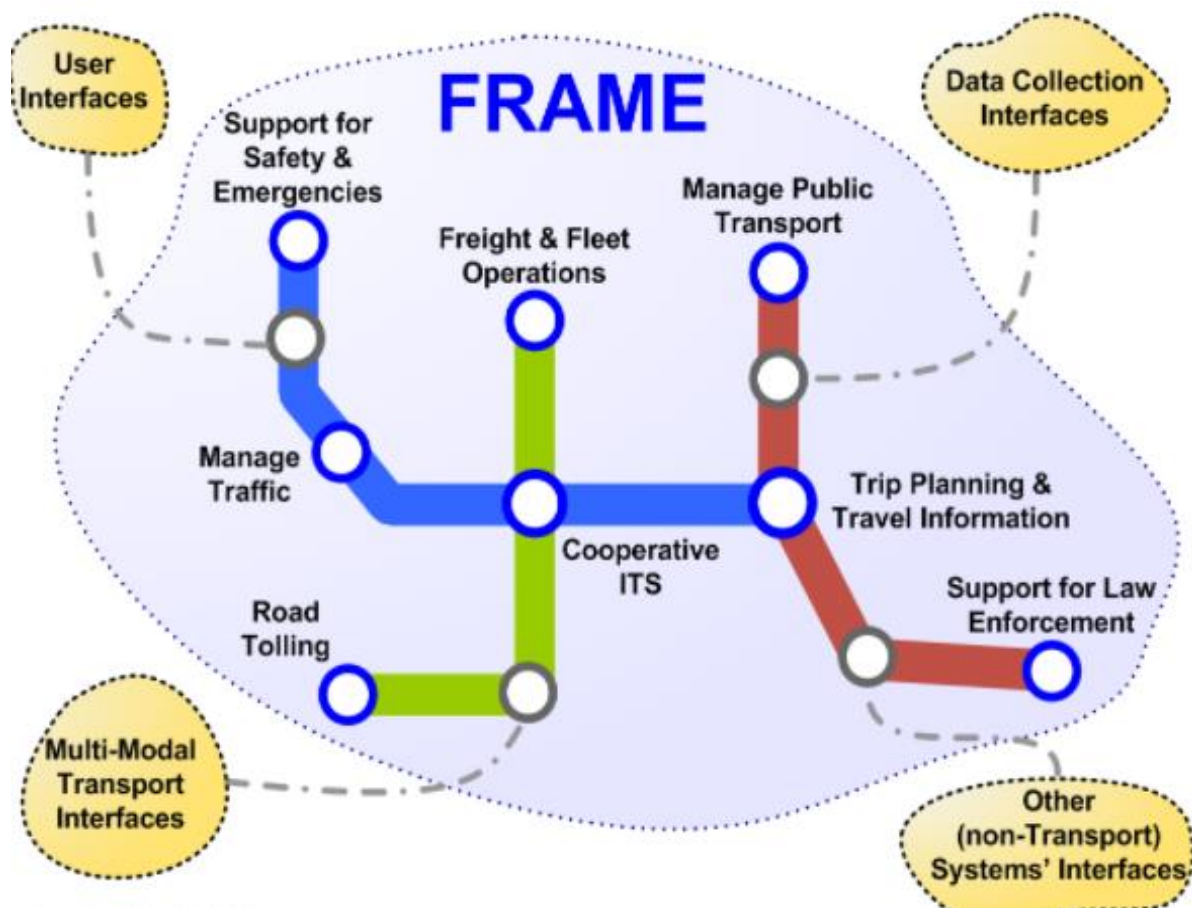 User
Interfaces
FRAME
Data Collection
Interfaces
Support for
Safety &
Emergencies
Freight & Fleet
Operations
Manage Public
Transport
Manage
Traffic
Cooperative
ITS
Trip Planning &
Travel Information
Road
Tolling
Support for Law
Enforcement
Multi-Modal
Transport
Interfaces
Other
(non-Transport)
Systems’ Interfaces